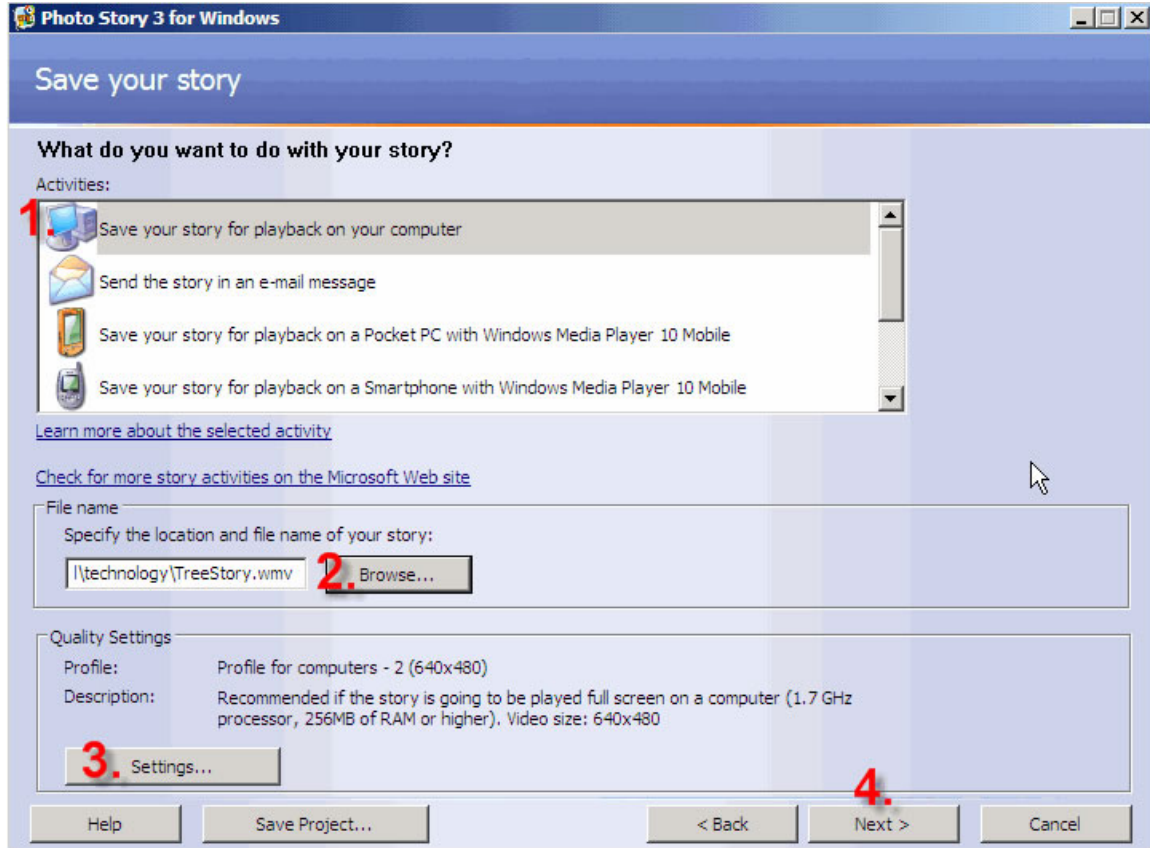 Photo Story 3 for Windows
Save your story
What do you want to do with your story?
Activities:
1.
Save your story for playback on your computer
Send the story in an e-mail message
Save your story for playback on a Pocket PC with Windows Media Player 10 Mobile
Save your story for playback on a Smartphone with Windows Media Player 10 Mobile
Learn more about the selected activity
Check for more story activities on the Microsoft Web site
File name
Specify the location and file name of your story:
l\technology\TreeStory.wmv 2. Browse...
Quality Settings
Profile: Profile for computers - 2 (640x480)
Description: Recommended if the story is going to be played full screen on a computer (1.7 GHz
processor, 256MB of RAM or higher). Video size: 640x480
3. Settings...
4.
Help Save Project... < Back Next > Cancel